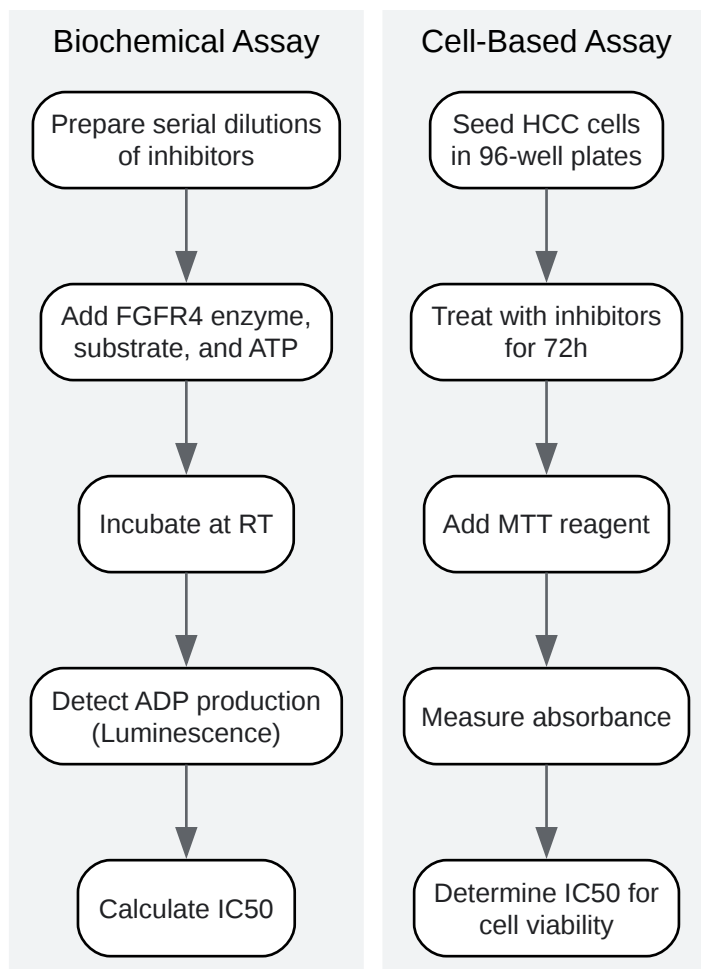 Biochemical Assay
Prepare serial dilutions
of inhibitors
Add FGFR4 enzyme,
substrate, and ATP
Incubate at RT
Detect ADP production
(Luminescence)
Calculate IC50
Cell-Based Assay
Seed HCC cells
in 96-well plates
Treat with inhibitors
for 72h
Add MTT reagent
Measure absorbance
Determine IC50 for
cell viability